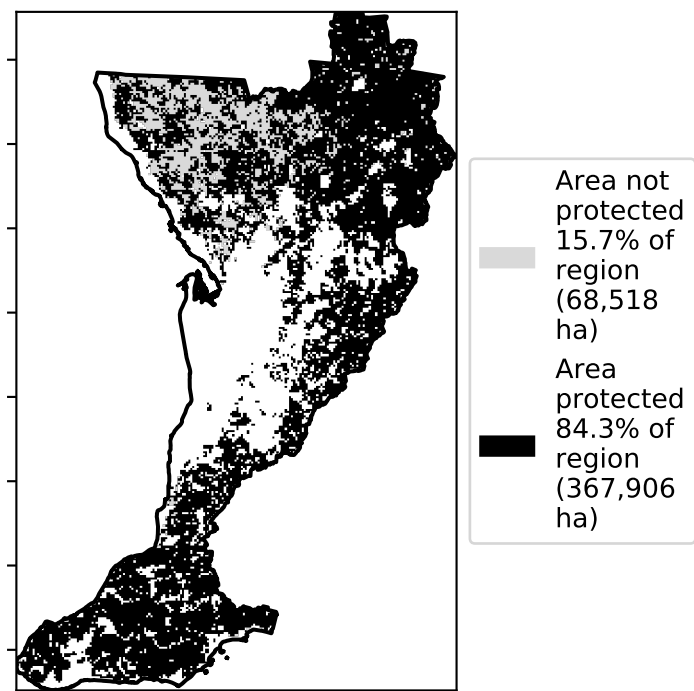 Area not
protected
15.7% of
region
(68,518
ha)
Area
protected
84.3% of
region
(367,906
ha)